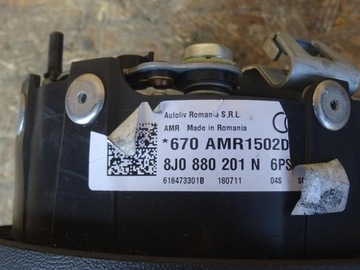 Autoliv Romania S.R.L
AMR Made in Romania
*670 AMR1502D
8J0 880 201 N 6PS
618473301B 180711 04S